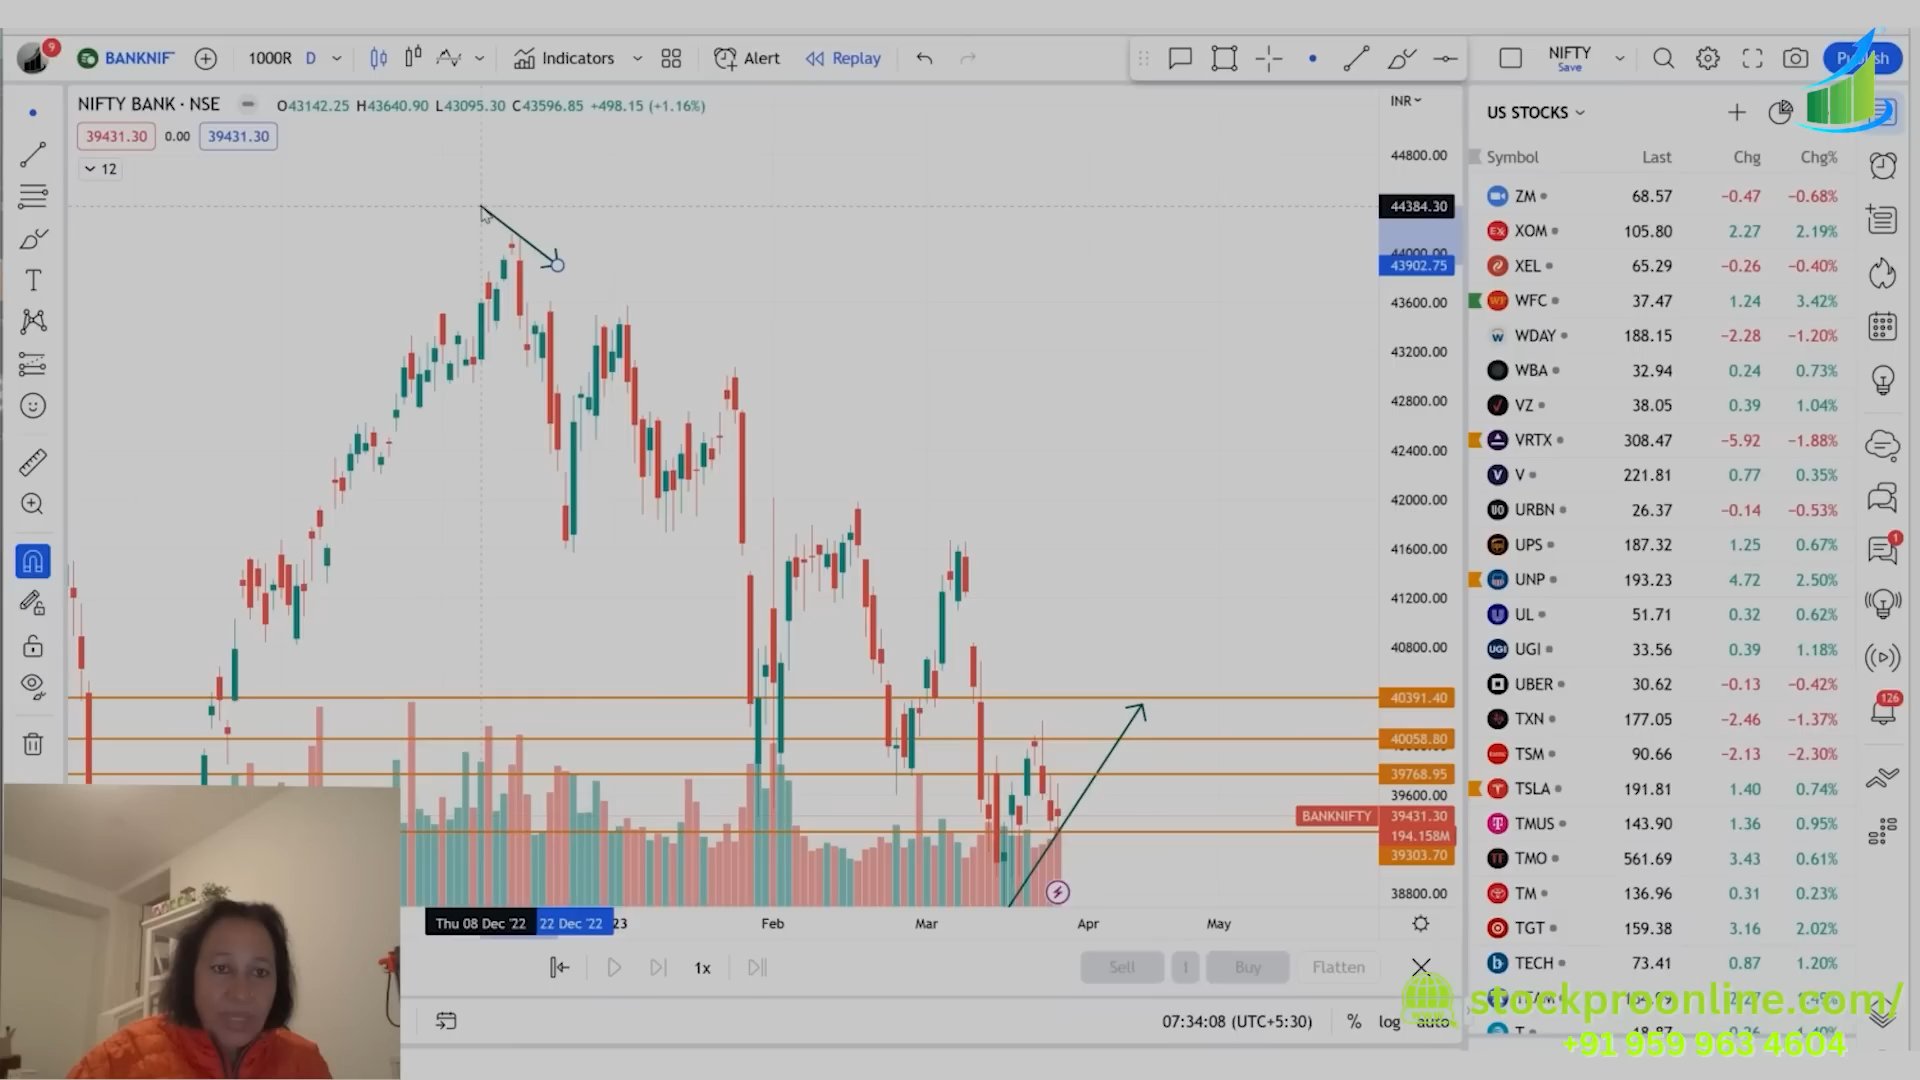 9
BANKNIF
1000R D
Indicators
Alert
Replay
NIFTY
Save
Publish
NIFTY BANK · NSE
O43142.25 H43640.90 L43095.30 C43596.85 +498.15 (+1.16%)
INR
39431.30 0.00 39431.30
12
44800.00
44384.30
44000.00
43902.75
43600.00
43200.00
42800.00
42400.00
42000.00
41600.00
41200.00
40800.00
40391.40
40058.80
39768.95
39600.00
BANKNIFTY 39431.30
194.158M
39303.70
38800.00
Thu 08 Dec '22 22 Dec '22 23 Feb Mar Apr May
1x
Sell 1 Buy Flatten
07:34:08 (UTC+5:30) % log auto
US STOCKS
Symbol Last Chg Chg%
ZM 68.57 −0.47 −0.68%
XOM 105.80 2.27 2.19%
XEL 65.29 −0.26 −0.40%
WFC 37.47 1.24 3.42%
WDAY 188.15 −2.28 −1.20%
WBA 32.94 0.24 0.73%
VZ 38.05 0.39 1.04%
VRTX 308.47 −5.92 −1.88%
V 221.81 0.77 0.35%
URBN 26.37 −0.14 −0.53%
UPS 187.32 1.25 0.67%
UNP 193.23 4.72 2.50%
UL 51.71 0.32 0.62%
UGI 33.56 0.39 1.18%
UBER 30.62 −0.13 −0.42%
TXN 177.05 −2.46 −1.37%
TSM 90.66 −2.13 −2.30%
TSLA 191.81 1.40 0.74%
TMUS 143.90 1.36 0.95%
TMO 561.69 3.43 0.61%
TM 136.96 0.31 0.23%
TGT 159.38 3.16 2.02%
TECH 73.41 0.87 1.20%
1
126
stockproonline.com/
+91 959 963 4604